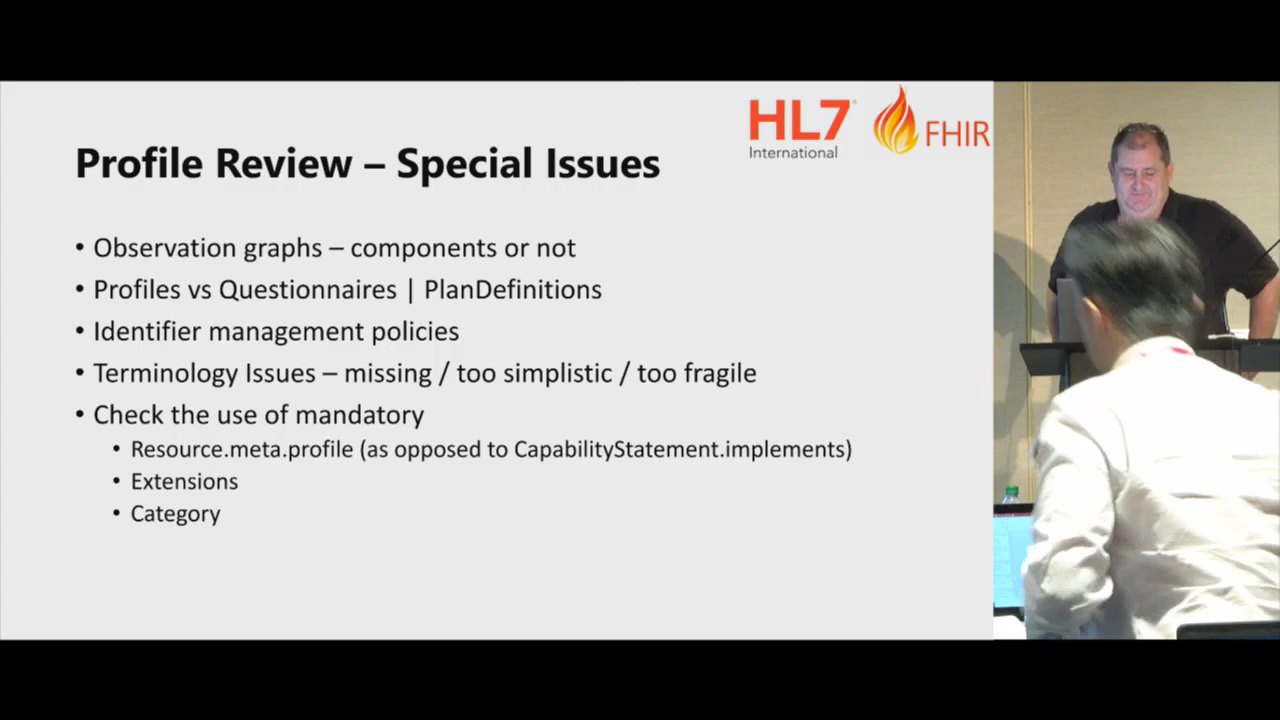 HL7
International
FHIR
Profile Review – Special Issues
• Observation graphs – components or not
• Profiles vs Questionnaires | PlanDefinitions
• Identifier management policies
• Terminology Issues – missing / too simplistic / too fragile
• Check the use of mandatory
• Resource.meta.profile (as opposed to CapabilityStatement.implements)
• Extensions
• Category